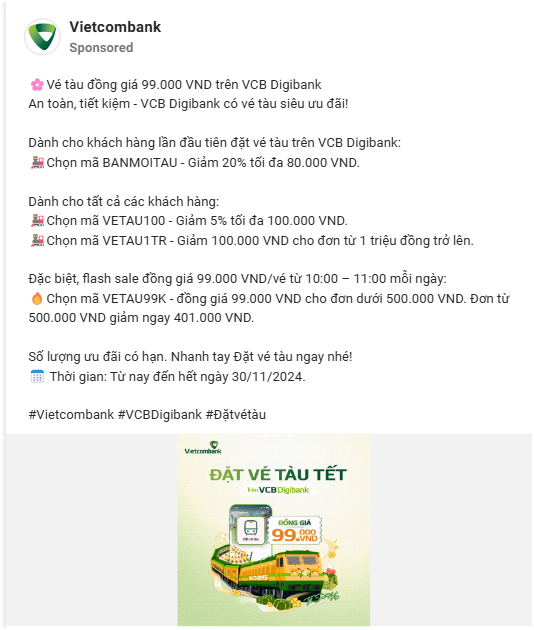 Vietcombank
Sponsored
🌸Vé tàu đồng giá 99.000 VND trên VCB Digibank
An toàn, tiết kiệm - VCB Digibank có vé tàu siêu ưu đãi!
Dành cho khách hàng lần đầu tiên đặt vé tàu trên VCB Digibank:
🚂Chọn mã BANMOITAU - Giảm 20% tối đa 80.000 VND.
Dành cho tất cả các khách hàng:
🚂Chọn mã VETAU100 - Giảm 5% tối đa 100.000 VND.
🚂Chọn mã VETAU1TR - Giảm 100.000 VND cho đơn từ 1 triệu đồng trở lên.
Đặc biệt, flash sale đồng giá 99.000 VND/vé từ 10:00 – 11:00 mỗi ngày:
🔥Chọn mã VETAU99K - đồng giá 99.000 VND cho đơn dưới 500.000 VND. Đơn từ
500.000 VND giảm ngay 401.000 VND.
Số lượng ưu đãi có hạn. Nhanh tay Đặt vé tàu ngay nhé!
📅 Thời gian: Từ nay đến hết ngày 30/11/2024.
#Vietcombank #VCBDigibank #Đặtvétàu
Vietcombank
ĐẶT VÉ TÀU TẾT
Trên VCB Digibank
ĐỒNG GIÁ
99.000 VND
Đặt vé tàu